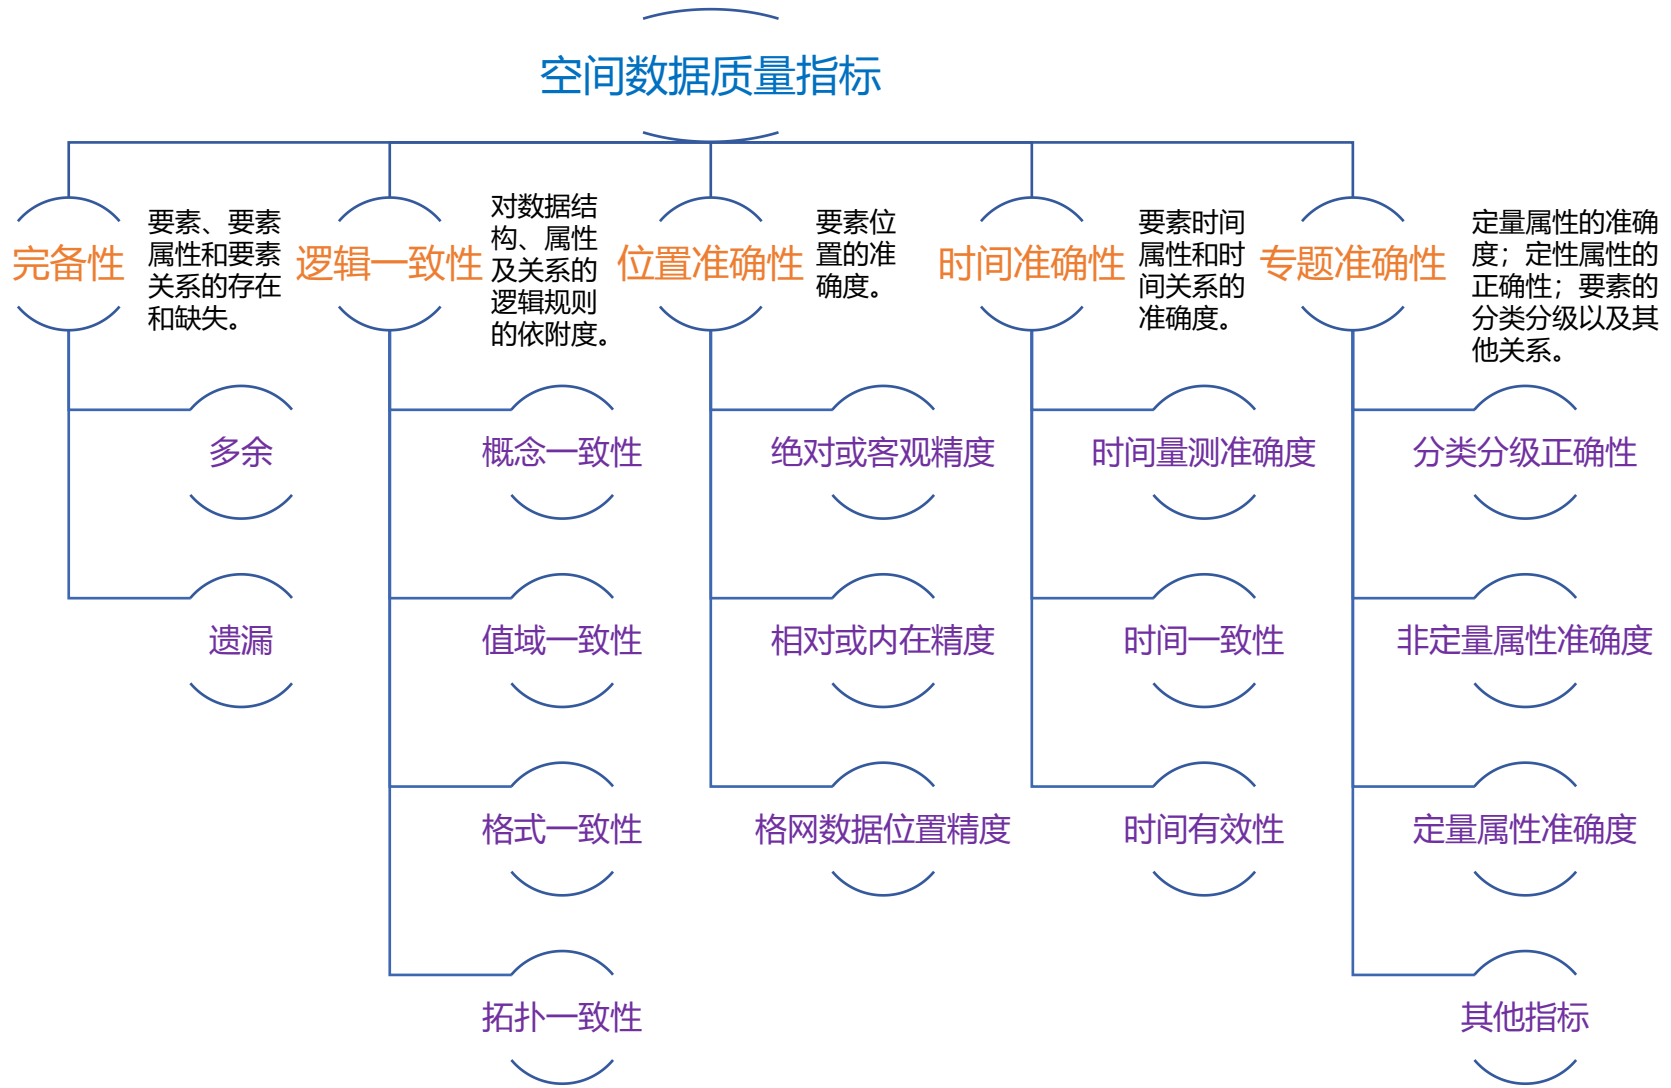 空间数据质量指标
完备性
要素、要素
属性和要素
关系的存在
和缺失。
逻辑一致性
对数据结
构、属性
及关系的
逻辑规则
的依附度。
位置准确性
要素位
置的准
确度。
时间准确性
要素时间
属性和时
间关系的
准确度。
专题准确性
定量属性的准确
度；定性属性的
正确性；要素的
分类分级以及其
他关系。
多余
概念一致性
绝对或客观精度
时间量测准确度
分类分级正确性
遗漏
值域一致性
相对或内在精度
时间一致性
非定量属性准确度
格式一致性
格网数据位置精度
时间有效性
定量属性准确度
拓扑一致性
其他指标